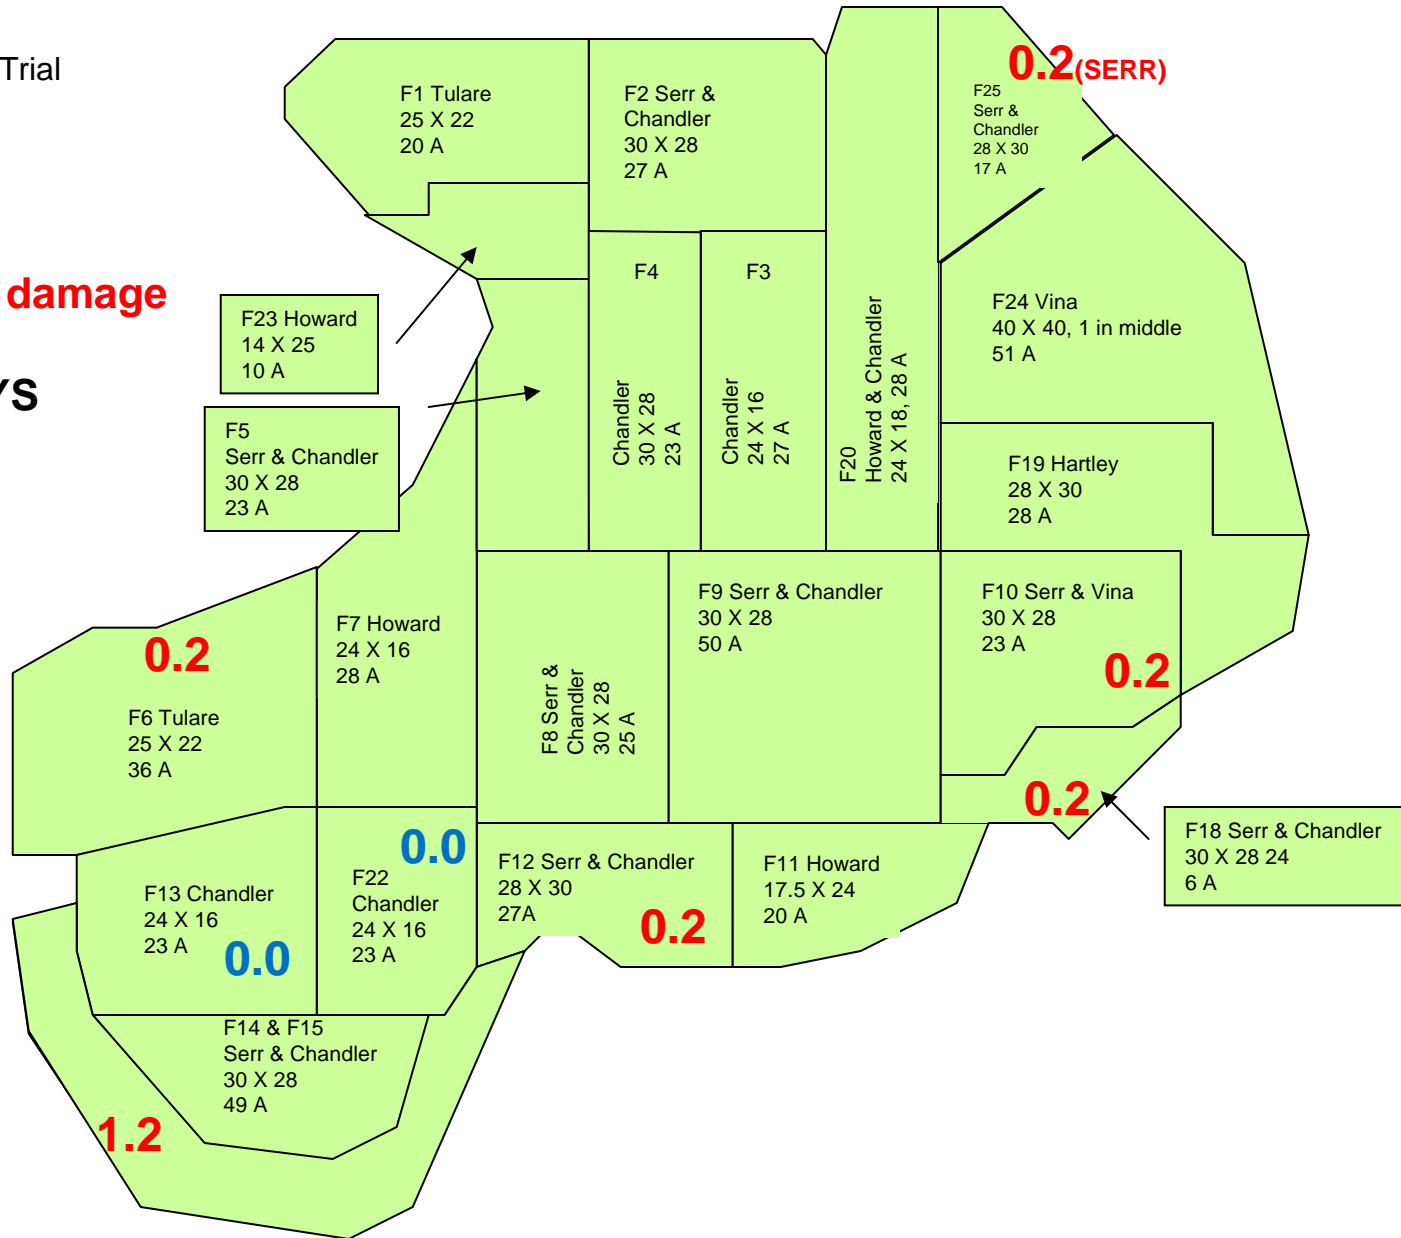 Trial
damage
YS
F1 Tulare
25 X 22
20 A
F2 Serr &
Chandler
30 X 28
27 A
0.2(SERR)
F25
Serr &
Chandler
28 X 30
17 A
F23 Howard
14 X 25
10 A
F5
Serr & Chandler
30 X 28
23 A
F4
Chandler
30 X 28
23 A
F3
Chandler
24 X 16
27 A
F20
Howard & Chandler
24 X 18, 28 A
F24 Vina
40 X 40, 1 in middle
51 A
F19 Hartley
28 X 30
28 A
0.2
F6 Tulare
25 X 22
36 A
F7 Howard
24 X 16
28 A
F8 Serr &
Chandler
30 X 28
25 A
F9 Serr & Chandler
30 X 28
50 A
F10 Serr & Vina
30 X 28
23 A
0.2
0.2
F18 Serr & Chandler
30 X 28 24
6 A
F13 Chandler
24 X 16
23 A
0.0
0.0
F22
Chandler
24 X 16
23 A
F12 Serr & Chandler
28 X 30
27A
0.2
F11 Howard
17.5 X 24
20 A
F14 & F15
Serr & Chandler
30 X 28
49 A
1.2